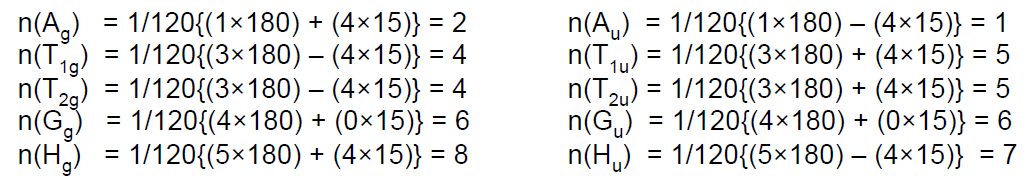 n(Ag) = 1/120{(1×180) + (4×15)} = 2 n(Au) = 1/120{(1×180) – (4×15)} = 1
n(T1g) = 1/120{(3×180) – (4×15)} = 4 n(T1u) = 1/120{(3×180) + (4×15)} = 5
n(T2g) = 1/120{(3×180) – (4×15)} = 4 n(T2u) = 1/120{(3×180) + (4×15)} = 5
n(Gg) = 1/120{(4×180) + (0×15)} = 6 n(Gu) = 1/120{(4×180) + (0×15)} = 6
n(Hg) = 1/120{(5×180) + (4×15)} = 8 n(Hu) = 1/120{(5×180) – (4×15)} = 7